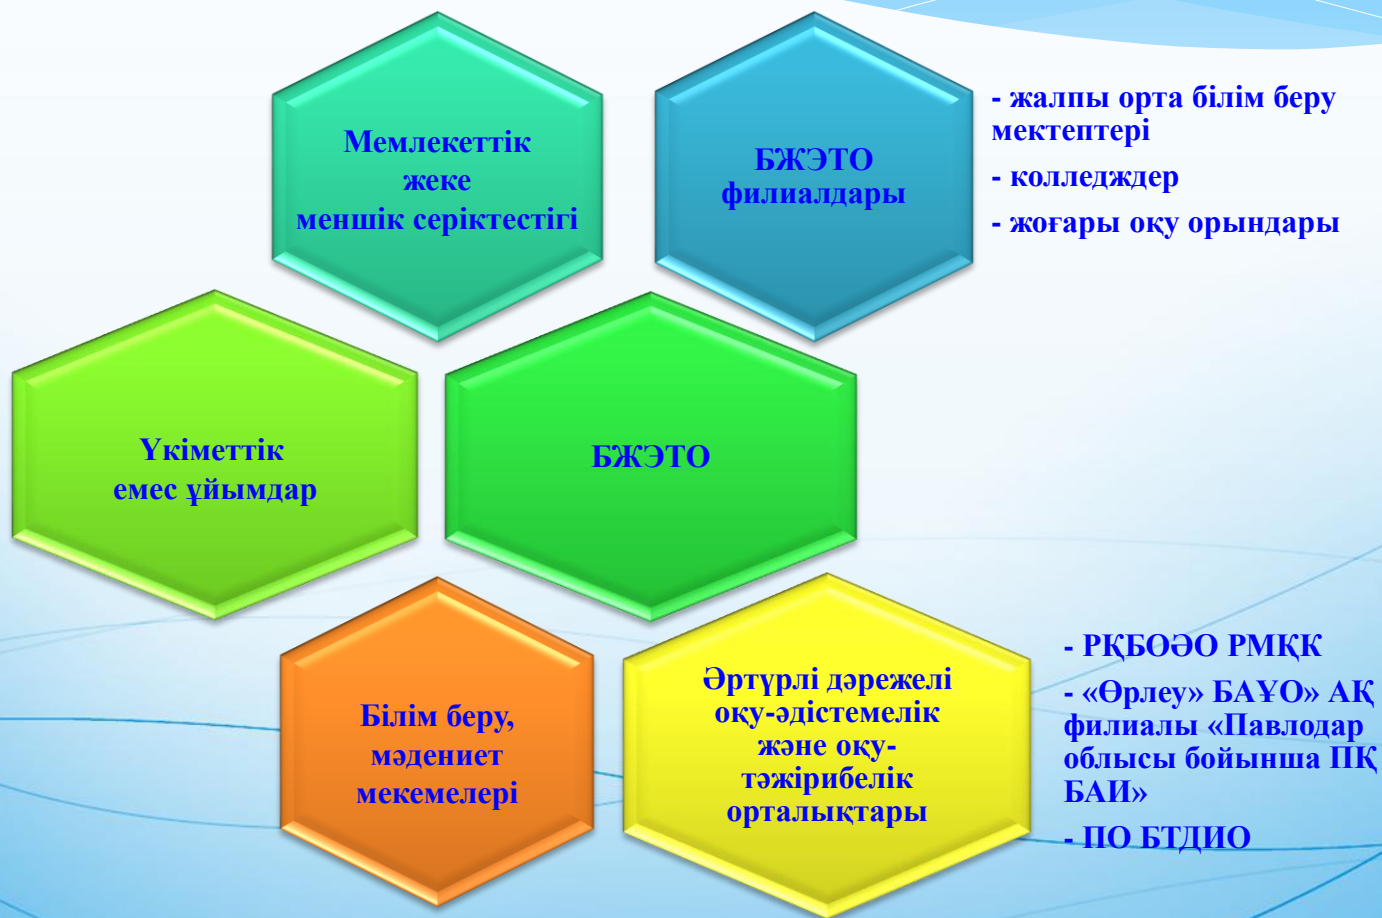 Мемлекеттік
жеке
меншік серіктестігі
БЖЭТО
филиалдары
- жалпы орта білім беру
мектептері
- колледждер
- жоғары оқу орындары
Үкіметтік
емес ұйымдар
БЖЭТО
Білім беру,
мәдениет
мекемелері
Әртүрлі дәрежелі
оқу-әдістемелік
және оқу-
тәжірибелік
орталықтары
- РҚБОӘО РМҚК
- «Өрлеу» БАҰО» АҚ
филиалы «Павлодар
облысы бойынша ПҚ
БАИ»
- ПО БТДИО